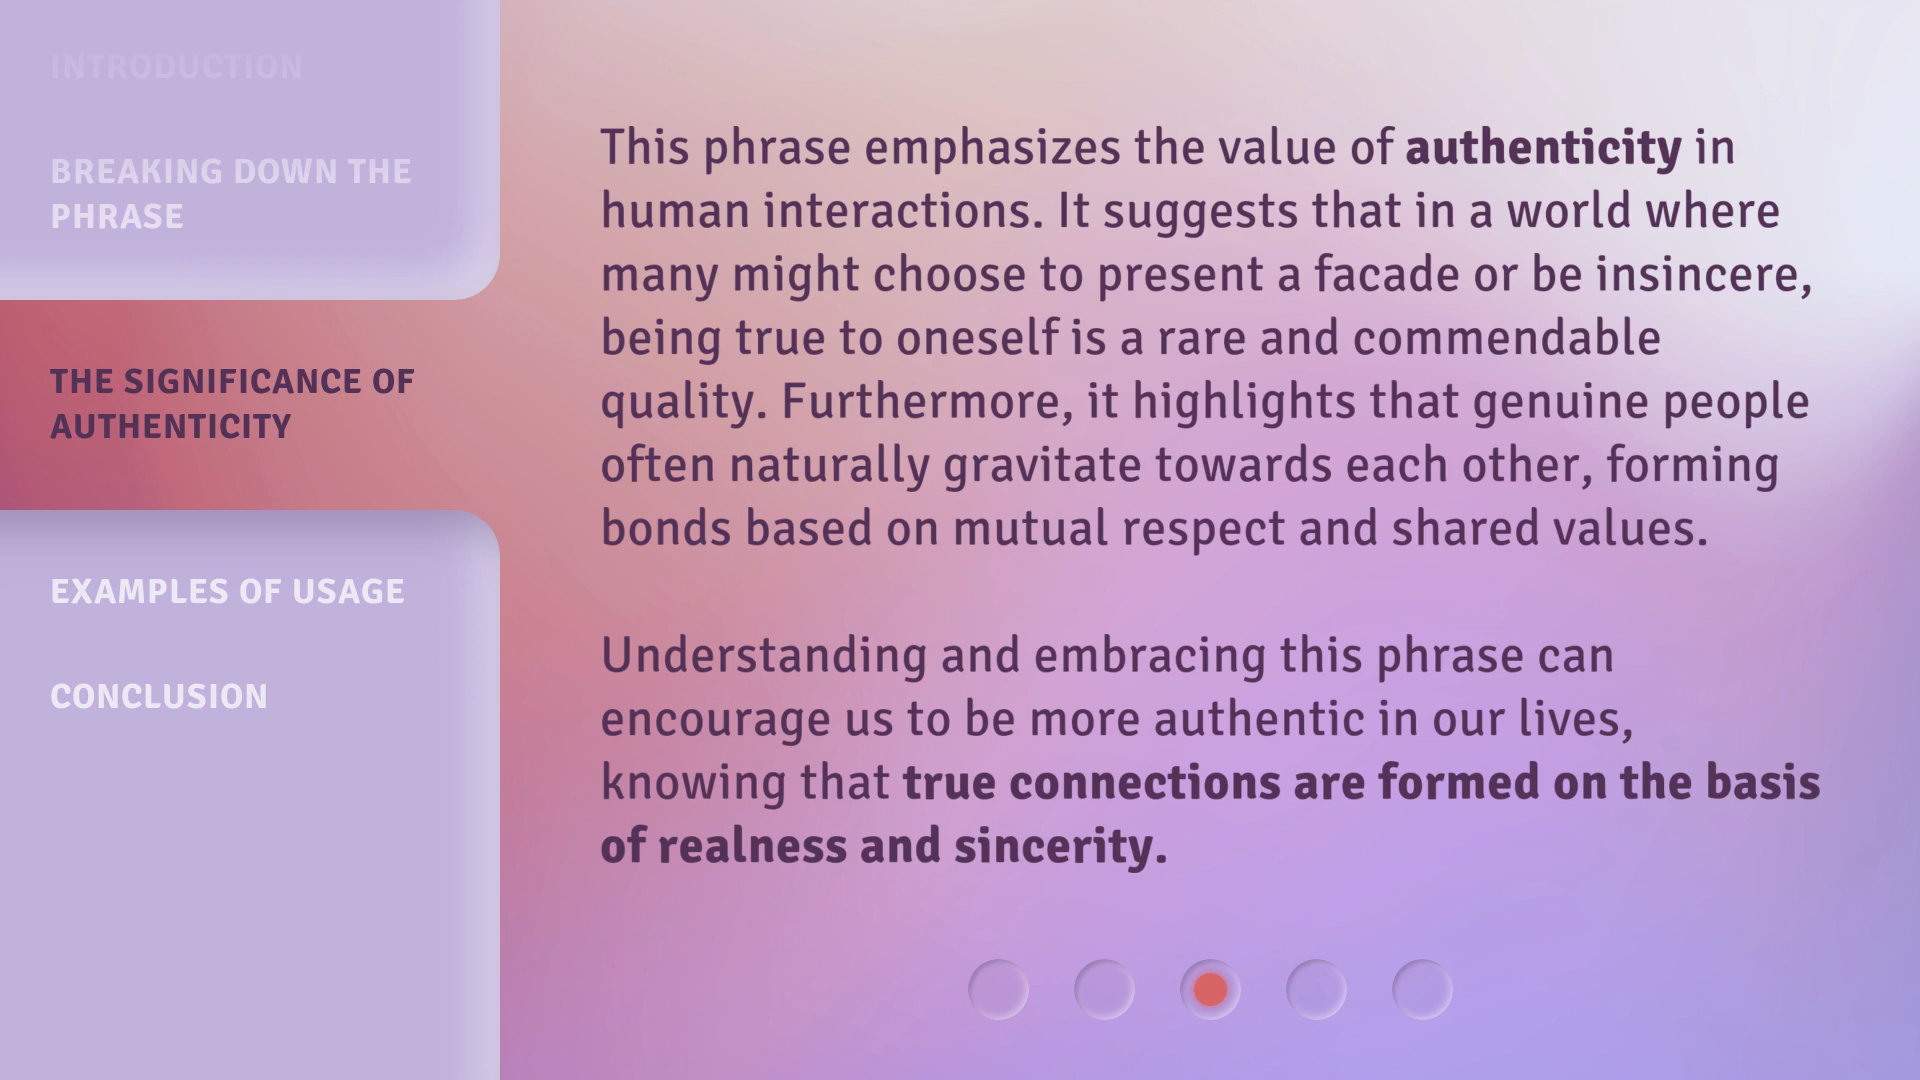 INTRODUCTION
BREAKING DOWN THE
PHRASE
THE SIGNIFICANCE OF
AUTHENTICITY
EXAMPLES OF USAGE
CONCLUSION
This phrase emphasizes the value of authenticity in
human interactions. It suggests that in a world where
many might choose to present a facade or be insincere,
being true to oneself is a rare and commendable
quality. Furthermore, it highlights that genuine people
often naturally gravitate towards each other, forming
bonds based on mutual respect and shared values.
Understanding and embracing this phrase can
encourage us to be more authentic in our lives,
knowing that true connections are formed on the basis
of realness and sincerity.